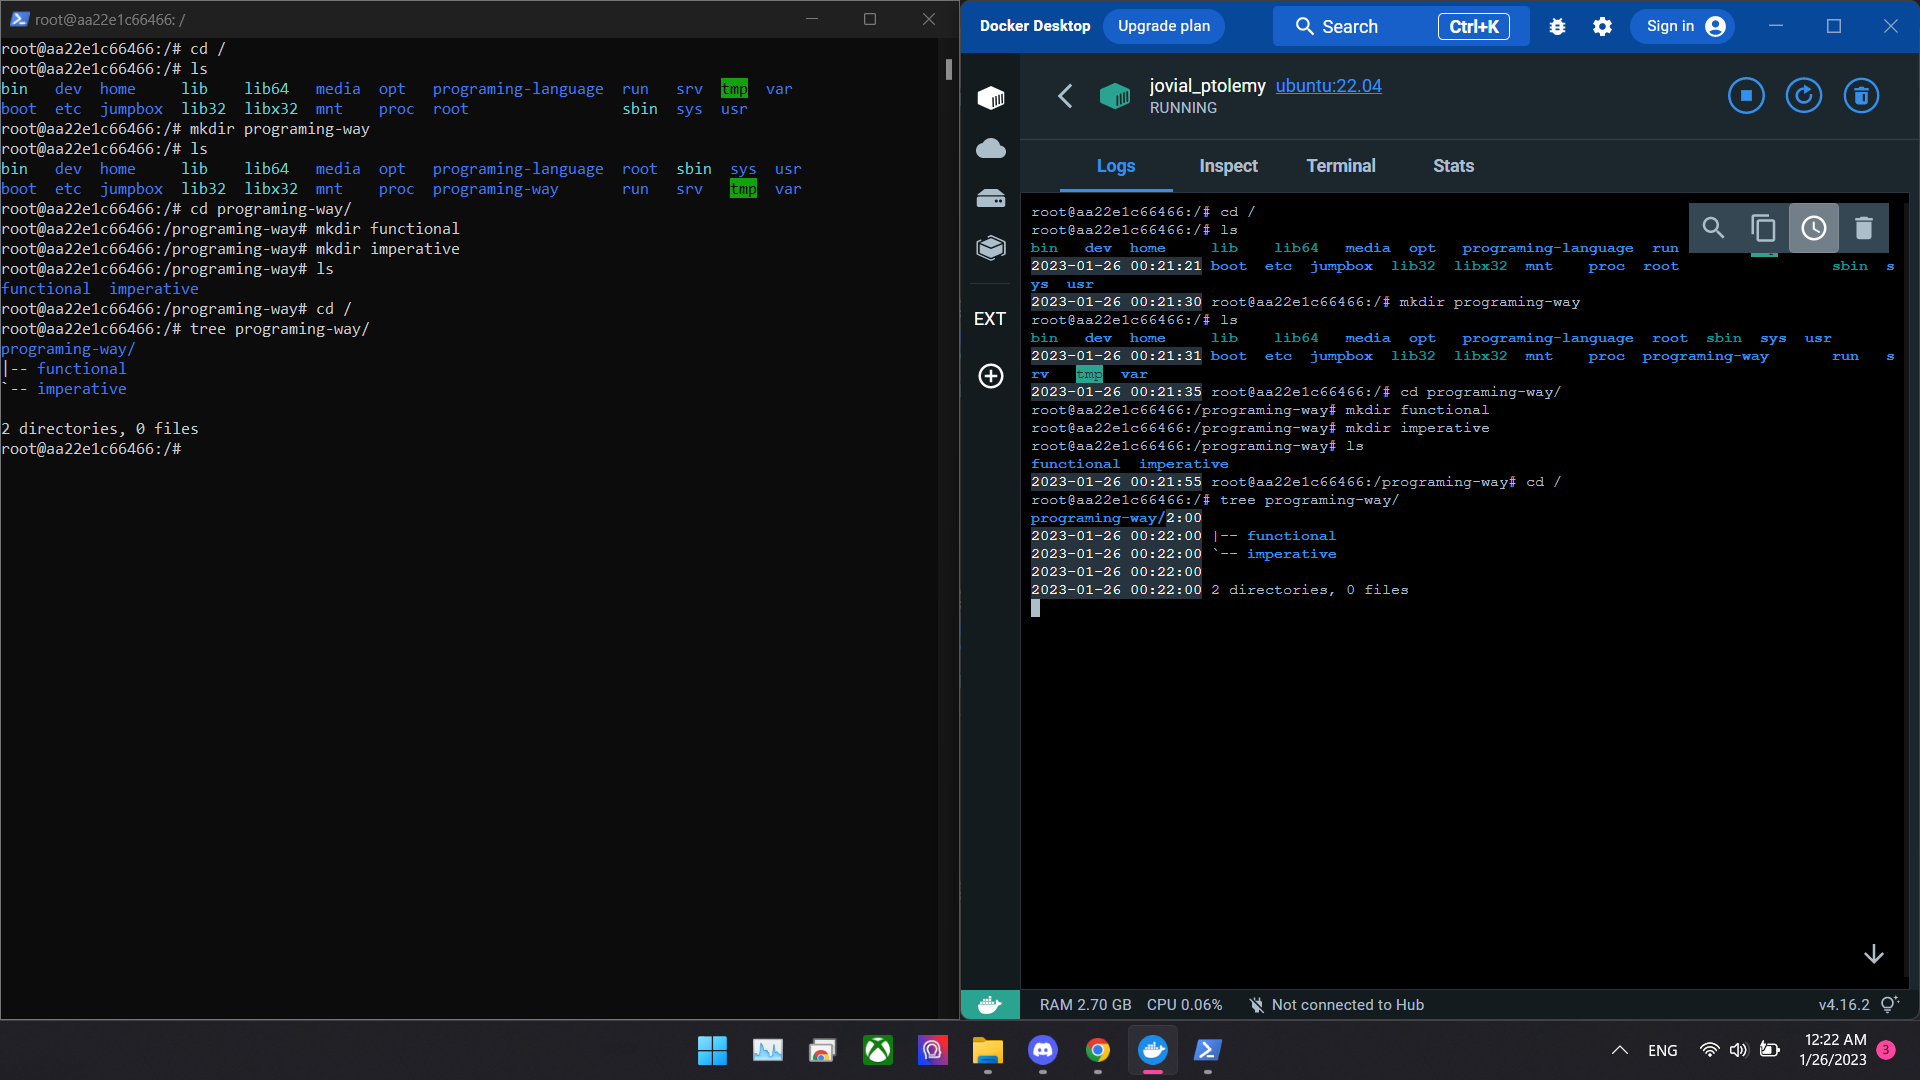 root@aa22e1c66466: /
root@aa22e1c66466:/# cd /
root@aa22e1c66466:/# ls
bin dev home lib lib64 media opt programing-language run srv tmp var
boot etc jumpbox lib32 libx32 mnt proc root sbin sys usr
root@aa22e1c66466:/# mkdir programing-way
root@aa22e1c66466:/# ls
bin dev home lib lib64 media opt programing-language root sbin sys usr
boot etc jumpbox lib32 libx32 mnt proc programing-way run srv tmp var
root@aa22e1c66466:/# cd programing-way/
root@aa22e1c66466:/programing-way# mkdir functional
root@aa22e1c66466:/programing-way# mkdir imperative
root@aa22e1c66466:/programing-way# ls
functional imperative
root@aa22e1c66466:/programing-way# cd /
root@aa22e1c66466:/# tree programing-way/
programing-way/
|-- functional
`-- imperative
2 directories, 0 files
root@aa22e1c66466:/#
Docker Desktop Upgrade plan Search Ctrl+K Sign in
jovial_ptolemy ubuntu:22.04
RUNNING
Logs Inspect Terminal Stats
EXT
root@aa22e1c66466:/# cd /
root@aa22e1c66466:/# ls
bin dev home lib lib64 media opt programing-language run
2023-01-26 00:21:21 boot etc jumpbox lib32 libx32 mnt proc root sbin s
ys usr
2023-01-26 00:21:30 root@aa22e1c66466:/# mkdir programing-way
root@aa22e1c66466:/# ls
bin dev home lib lib64 media opt programing-language root sbin sys usr
2023-01-26 00:21:31 boot etc jumpbox lib32 libx32 mnt proc programing-way run s
rv tmp var
2023-01-26 00:21:35 root@aa22e1c66466:/# cd programing-way/
root@aa22e1c66466:/programing-way# mkdir functional
root@aa22e1c66466:/programing-way# mkdir imperative
root@aa22e1c66466:/programing-way# ls
functional imperative
2023-01-26 00:21:55 root@aa22e1c66466:/programing-way# cd /
root@aa22e1c66466:/# tree programing-way/
programing-way/2:00
2023-01-26 00:22:00 |-- functional
2023-01-26 00:22:00 `-- imperative
2023-01-26 00:22:00
2023-01-26 00:22:00 2 directories, 0 files
RAM 2.70 GB CPU 0.06% Not connected to Hub v4.16.2
ENG 12:22 AM
1/26/2023 3